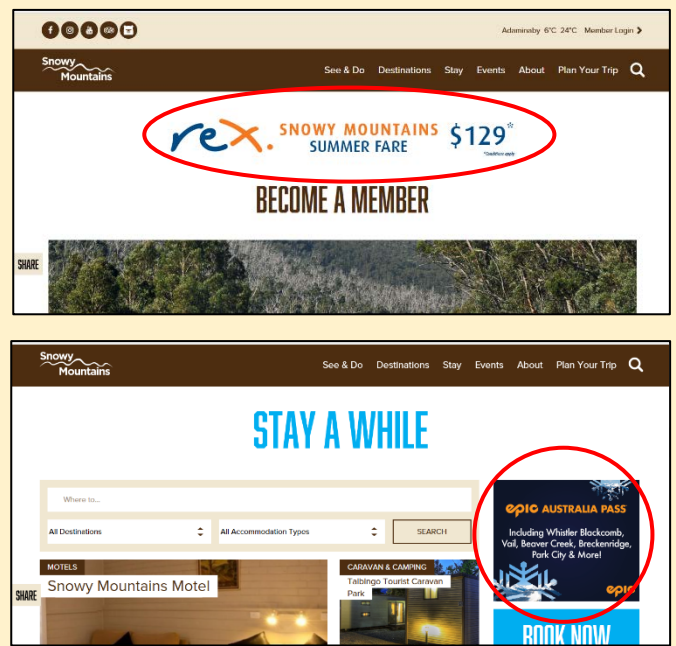 Adaminaby 6°C 24°C Member Login
Snowy
Mountains
See & Do Destinations Stay Events About Plan Your Trip
rex. SNOWY MOUNTAINS
SUMMER FARE
$129*
*Conditions apply
BECOME A MEMBER
SHARE
Snowy
Mountains
See & Do Destinations Stay Events About Plan Your Trip
STAY A WHILE
Where to...
All Destinations All Accommodation Types SEARCH
MOTELS
Snowy Mountains Motel
CARAVAN & CAMPING
Talbingo Tourist Caravan
Park
SHARE
epic AUSTRALIA PASS
Including Whistler Blackcomb,
Vail, Beaver Creek, Breckenridge,
Park City & More!
epic
BOOK NOW